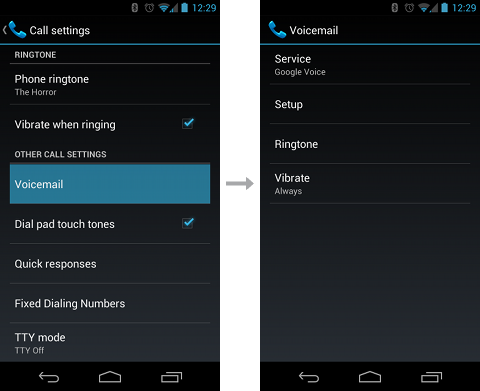 12:29
Call settings
RINGTONE
Phone ringtone
The Horror
Vibrate when ringing
OTHER CALL SETTINGS
Voicemail
Dial pad touch tones
Quick responses
Fixed Dialing Numbers
TTY mode
TTY Off
12:29
Voicemail
Service
Google Voice
Setup
Ringtone
Vibrate
Always